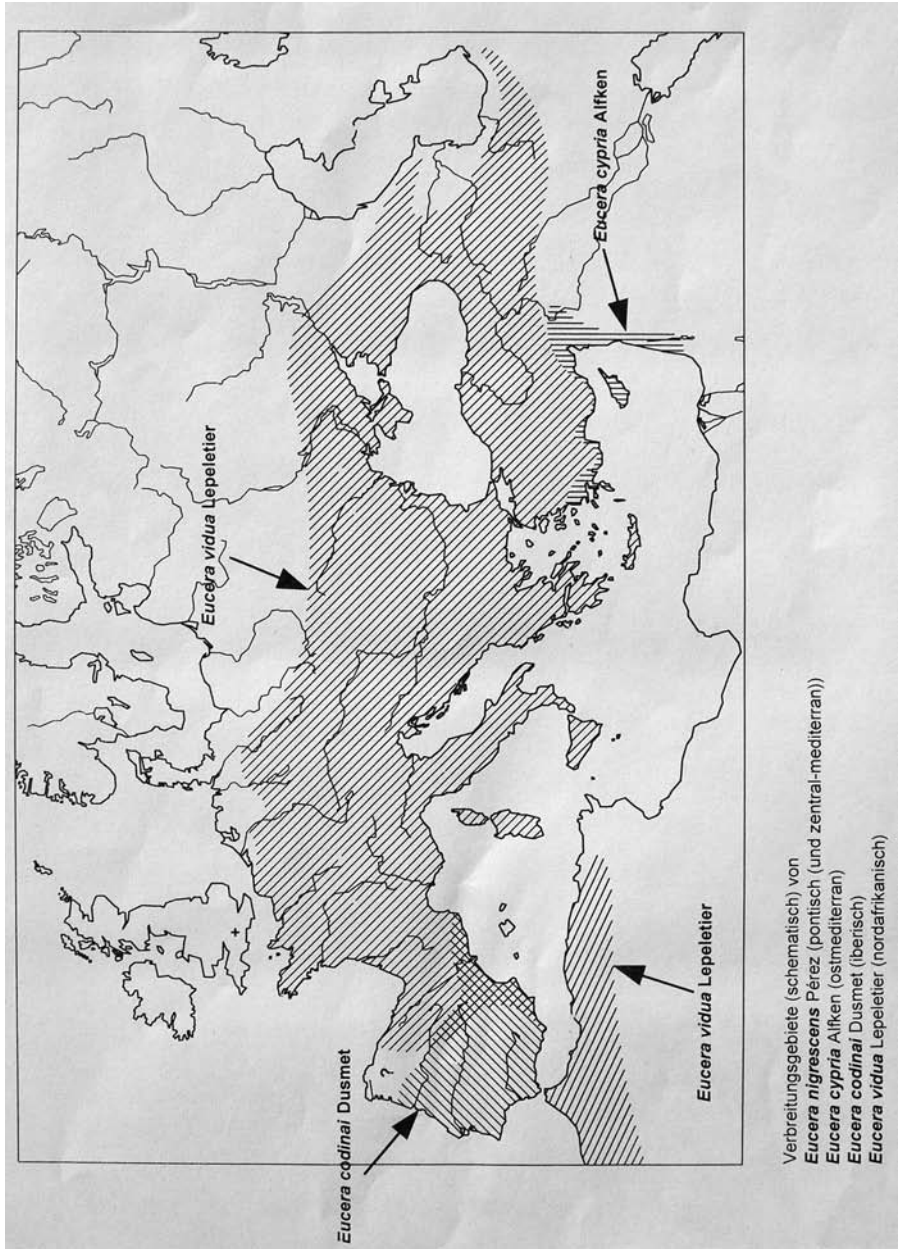 Eucera vidua Lepeletier
Eucera codinai Dusmet
Eucera cypria Alfken
Eucera vidua Lepeletier
Verbreitungsgebiete (schematisch) von
Eucera nigrescens Pérez (pontisch (und zentral-mediterran))
Eucera cypria Alfken (ostmediterran)
Eucera codinai Dusmet (iberisch)
Eucera vidua Lepeletier (nordafrikanisch)